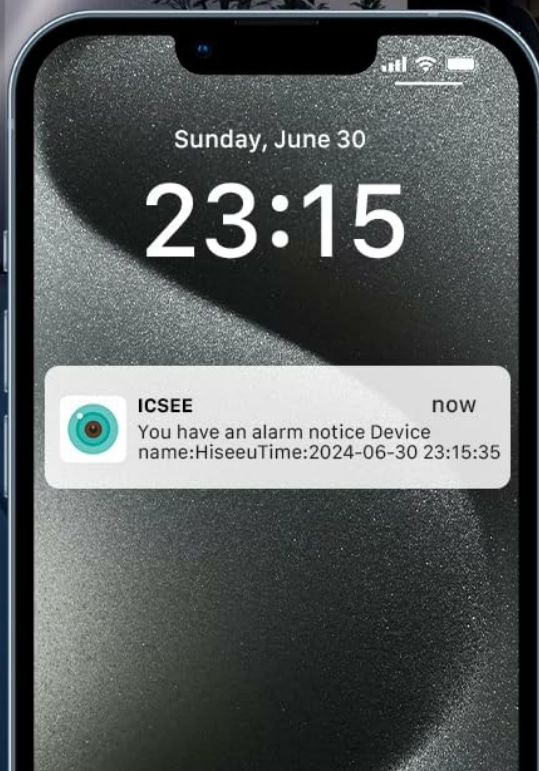 Sunday, June 30
23:15
ICSEE
now
You have an alarm notice Device
name:HiseeuTime:2024-06-30 23:15:35